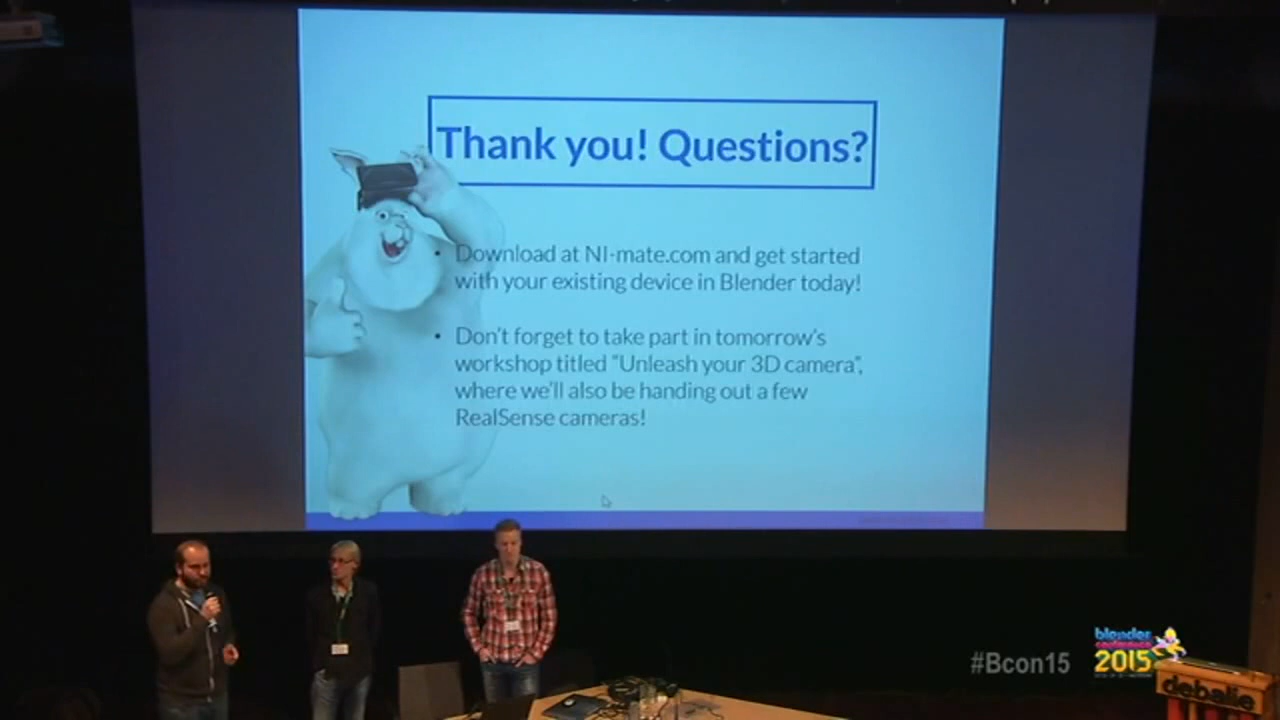 Thank you! Questions?
• Download at NI-mate.com and get started
with your existing device in Blender today!
• Don't forget to take part in tomorrow's
workshop titled "Unleash your 3D camera",
where we'll also be handing out a few
RealSense cameras!
#Bcon15
blender
conference
2015
debalie